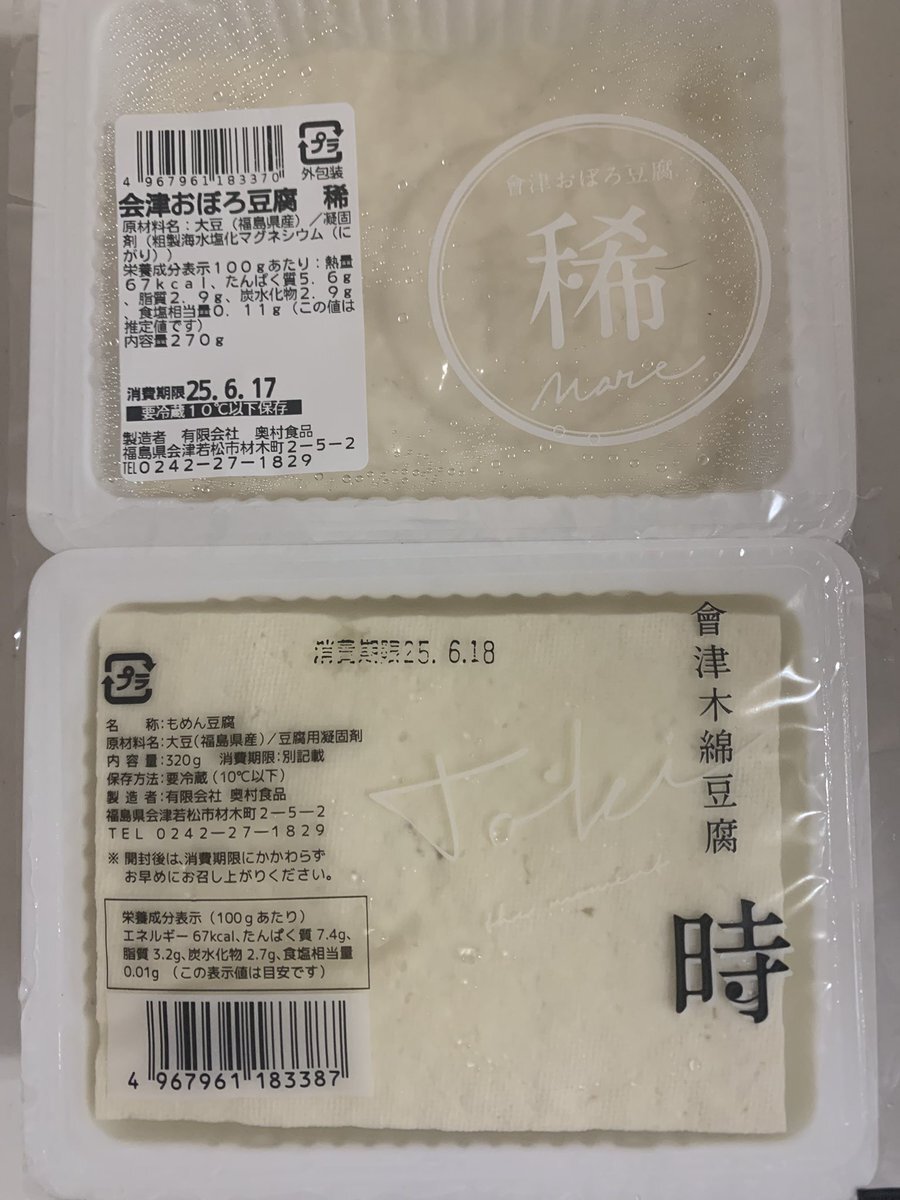 4 967961 183370
プラ
外包装
会津おぼろ豆腐 稀
原材料名:大豆(福島県産)/凝固
剤(粗製海水塩化マグネシウム(に
がり))
栄養成分表示100gあたり:熱量
67kcal、たんぱく質5.6g
、脂質2.9g、炭水化物2.9g
、食塩相当量0.11g(この値は
推定値です)
内容量270g
消費期限25.6.17
要冷蔵10℃以下保存
製造者 有限会社 奥村食品
福島県会津若松市材木町2-5-2
TEL0242-27-1829
會津おぼろ豆腐
稀
Mare
消費期限25.6.18
プラ
名 称:もめん豆腐
原材料名:大豆(福島県産)/豆腐用凝固剤
内容量:320g 消費期限:別記載
保存方法:要冷蔵(10℃以下)
製造者:有限会社 奥村食品
福島県会津若松市材木町2-5-2
TEL 0242-27-1829
※開封後は、消費期限にかかわらず
お早めにお召し上がりください。
栄養成分表示(100gあたり)
エネルギー67kcal、たんぱく質7.4g、
脂質3.2g、炭水化物2.7g、食塩相当量
0.01g(この表示値は目安です)
4 967961 183387
Toki
會津木綿豆腐
時